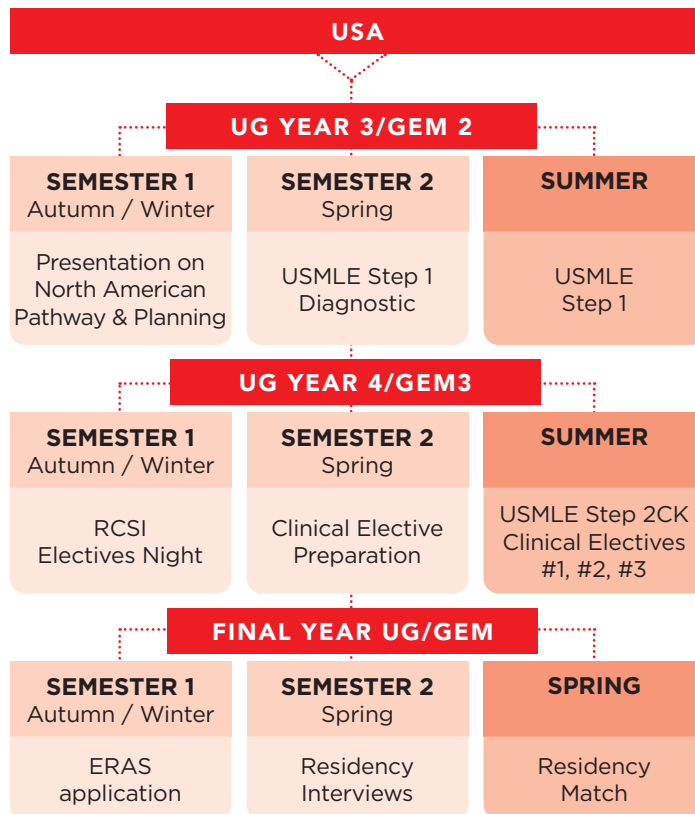 USA
UG YEAR 3/GEM 2
SEMESTER 1
Autumn / Winter
Presentation on
North American
Pathway & Planning
SEMESTER 2
Spring
USMLE Step 1
Diagnostic
SUMMER
USMLE
Step 1
UG YEAR 4/GEM3
SEMESTER 1
Autumn / Winter
RCSI
Electives Night
SEMESTER 2
Spring
Clinical Elective
Preparation
SUMMER
USMLE Step 2CK
Clinical Electives
#1, #2, #3
FINAL YEAR UG/GEM
SEMESTER 1
Autumn / Winter
ERAS
application
SEMESTER 2
Spring
Residency
Interviews
SPRING
Residency
Match